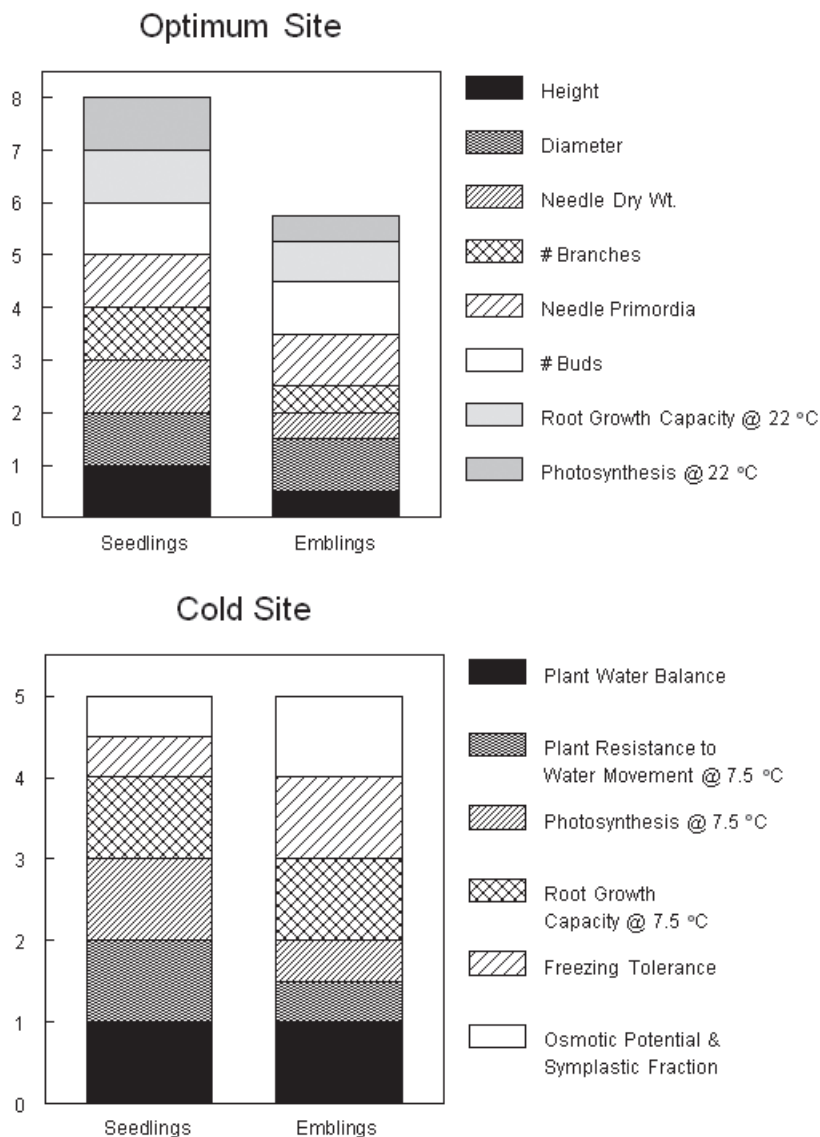 Optimum Site
8
7
6
5
4
3
2
1
0
Seedlings Emblings
Height
Diameter
Needle Dry Wt.
# Branches
Needle Primordia
# Buds
Root Growth Capacity @ 22 °C
Photosynthesis @ 22 °C
Cold Site
5
4
3
2
1
0
Seedlings Emblings
Plant Water Balance
Plant Resistance to
Water Movement @ 7.5 °C
Photosynthesis @ 7.5 °C
Root Growth
Capacity @ 7.5 °C
Freezing Tolerance
Osmotic Potential &
Symplastic Fraction